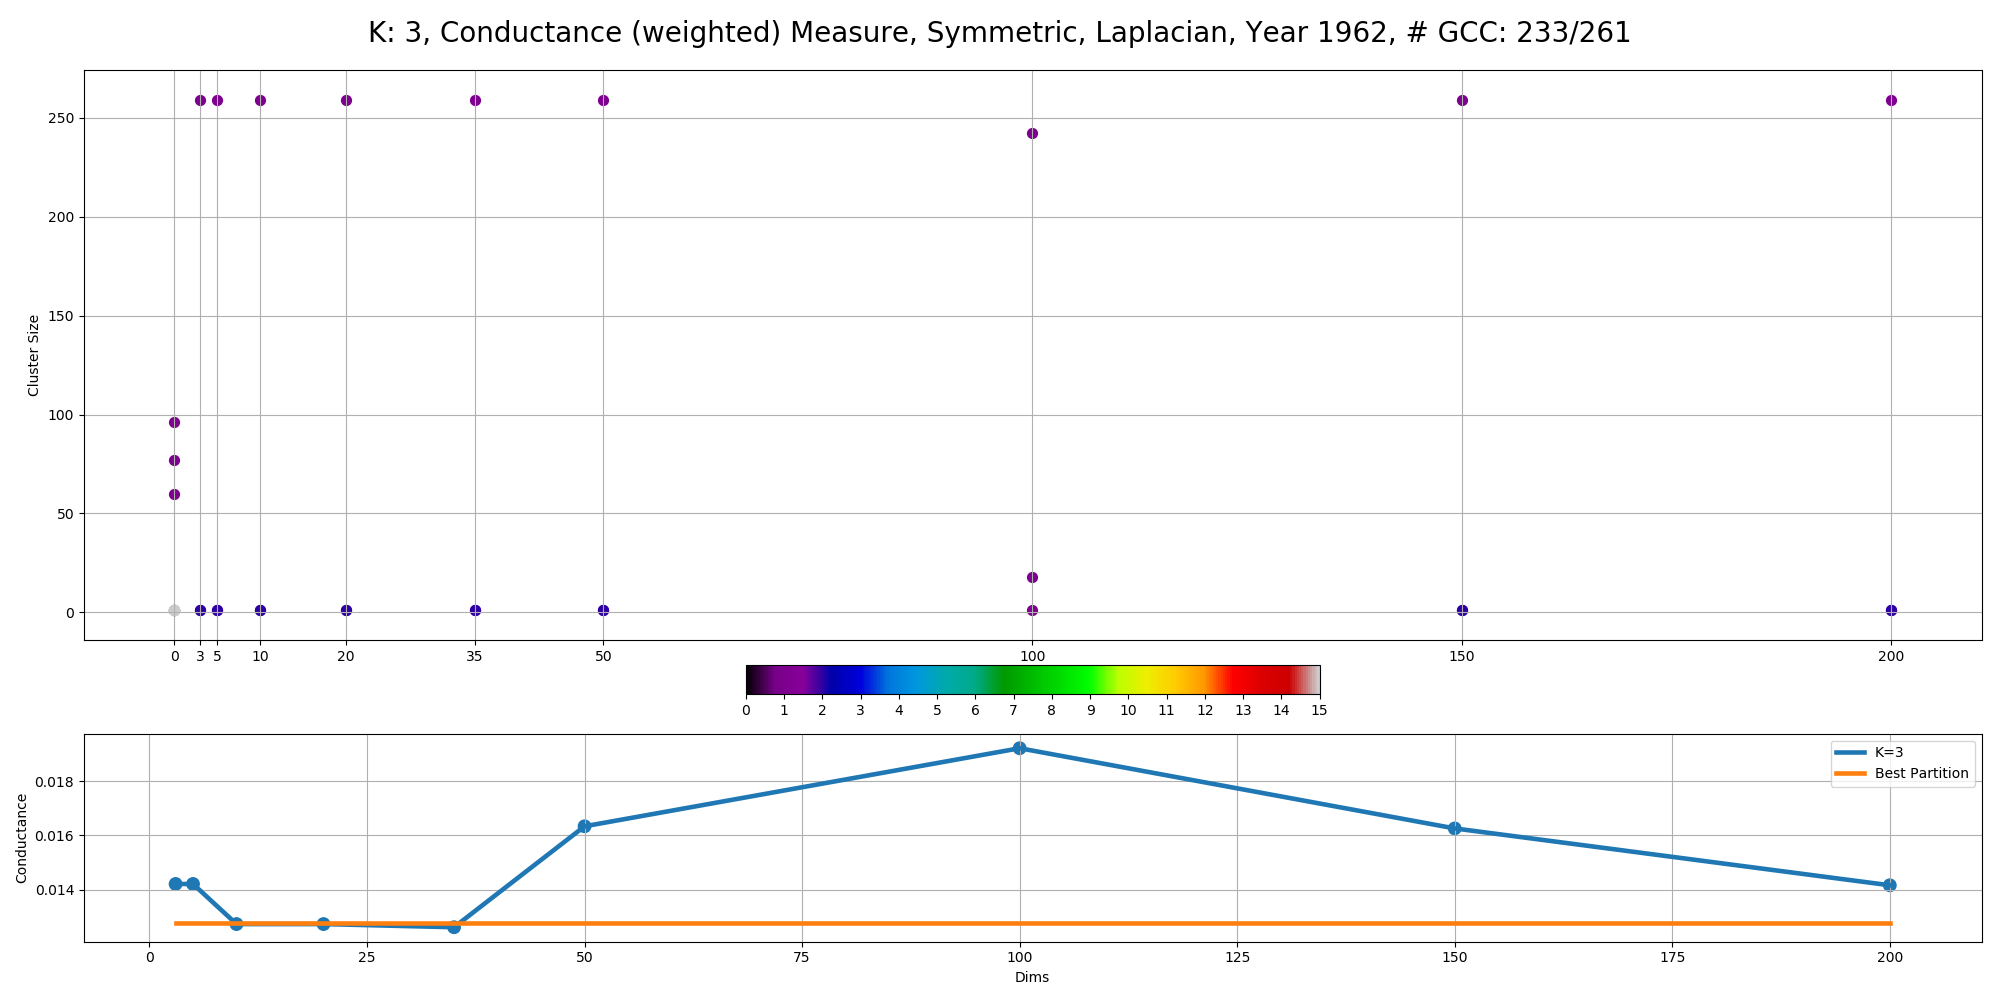 K: 3, Conductance (weighted) Measure, Symmetric, Laplacian, Year 1962, # GCC: 233/261
250
200
150
100
50
0
Cluster Size
0 3 5 10 20 35 50 100 150 200
0 1 2 3 4 5 6 7 8 9 10 11 12 13 14 15
0.018
0.016
0.014
Conductance
K=3
Best Partition
0 25 50 75 100 125 150 175 200
Dims